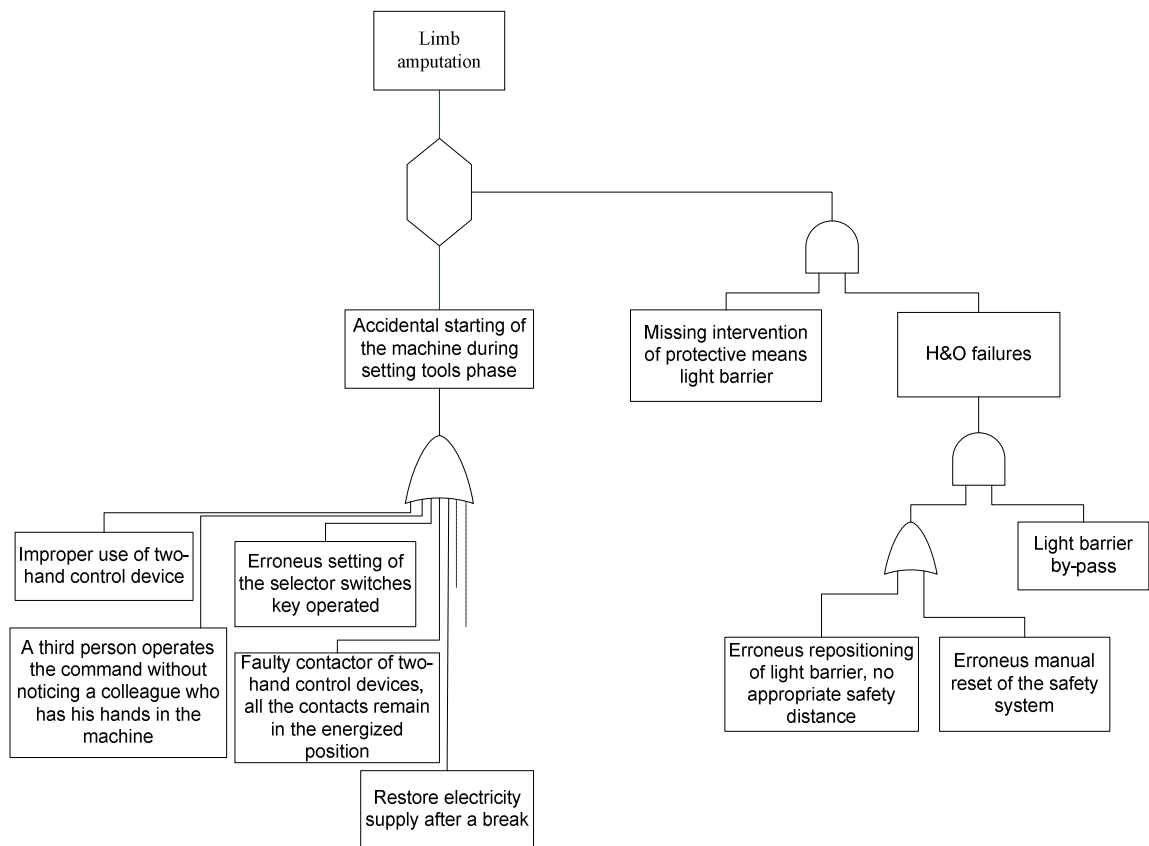 Limb
amputation
Accidental starting of
the machine during
setting tools phase
Missing intervention
of protective means
light barrier
H&O failures
Improper use of two-
hand control device
Erroneus setting of
the selector switches
key operated
Light barrier
by-pass
A third person operates
the command without
noticing a colleague who
has his hands in the
machine
Faulty contactor of two-
hand control devices,
all the contacts remain
in the energized
position
Erroneus repositioning
of light barrier, no
appropriate safety
distance
Erroneus manual
reset of the safety
system
Restore electricity
supply after a break